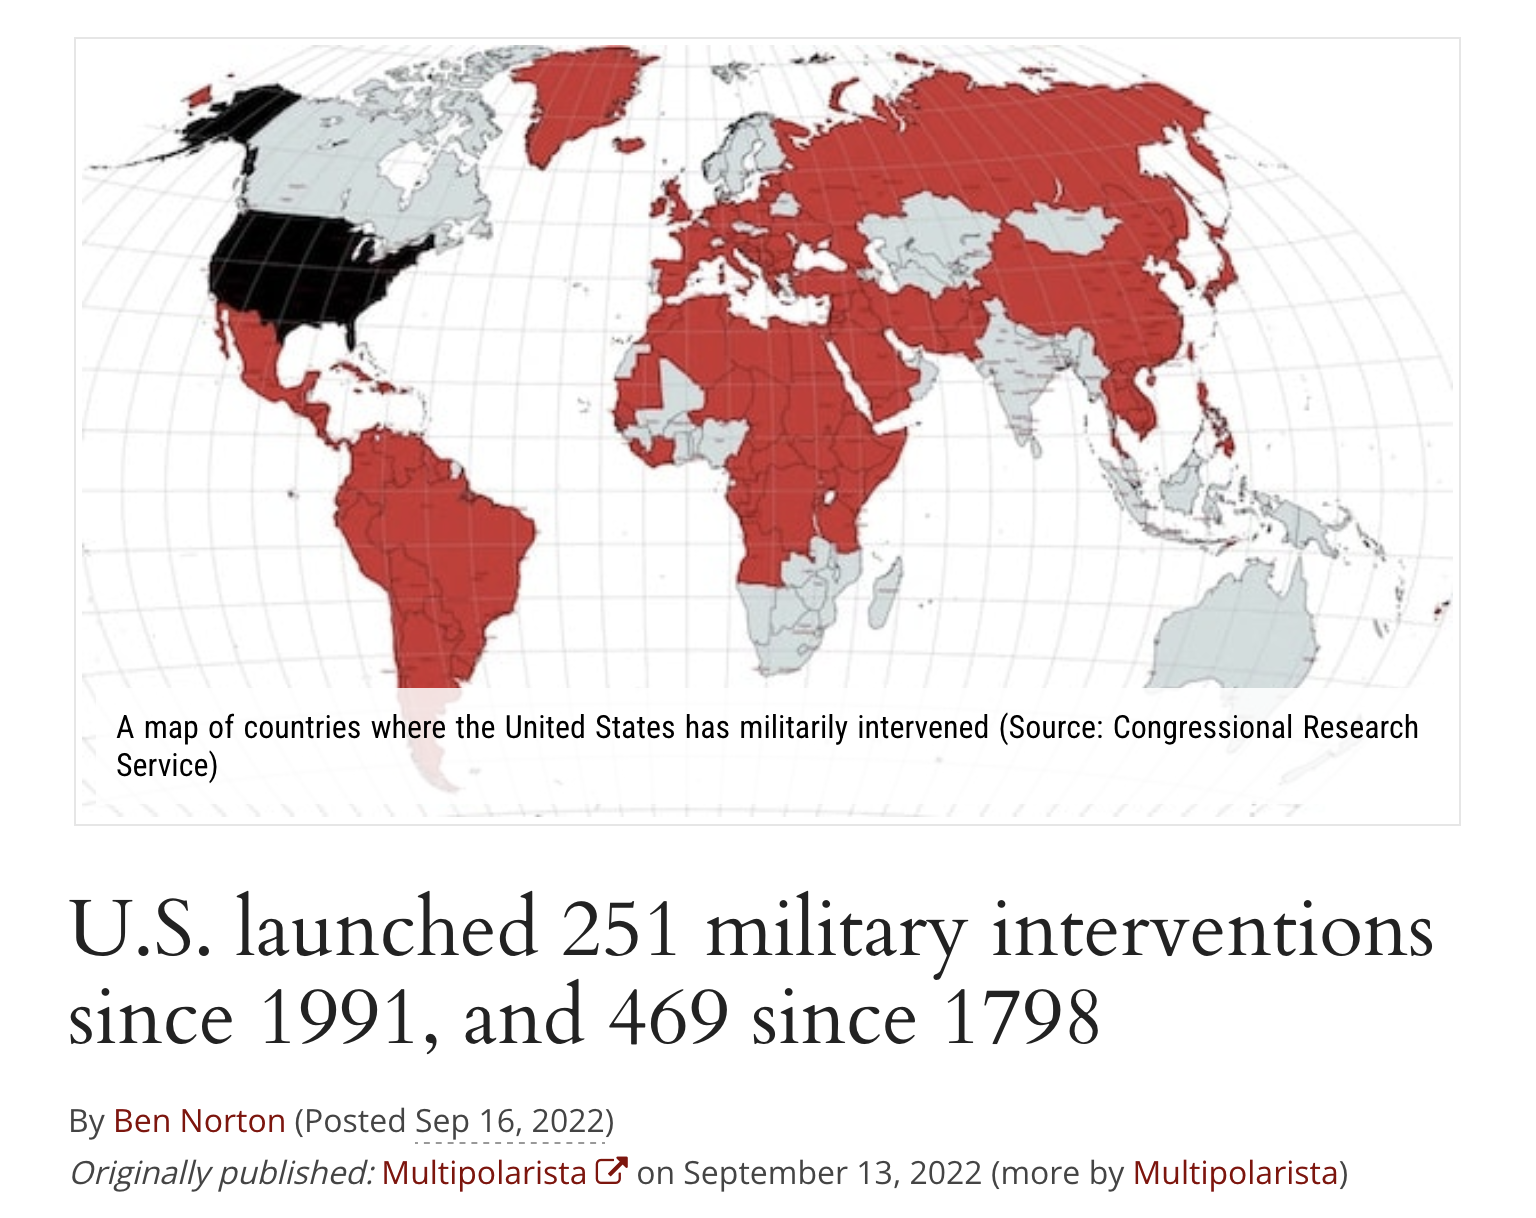 A map of countries where the United States has militarily intervened (Source: Congressional Research
Service)
U.S. launched 251 military interventions
since 1991, and 469 since 1798
By Ben Norton (Posted Sep 16, 2022)
Originally published: Multipolarista on September 13, 2022 (more by Multipolarista)